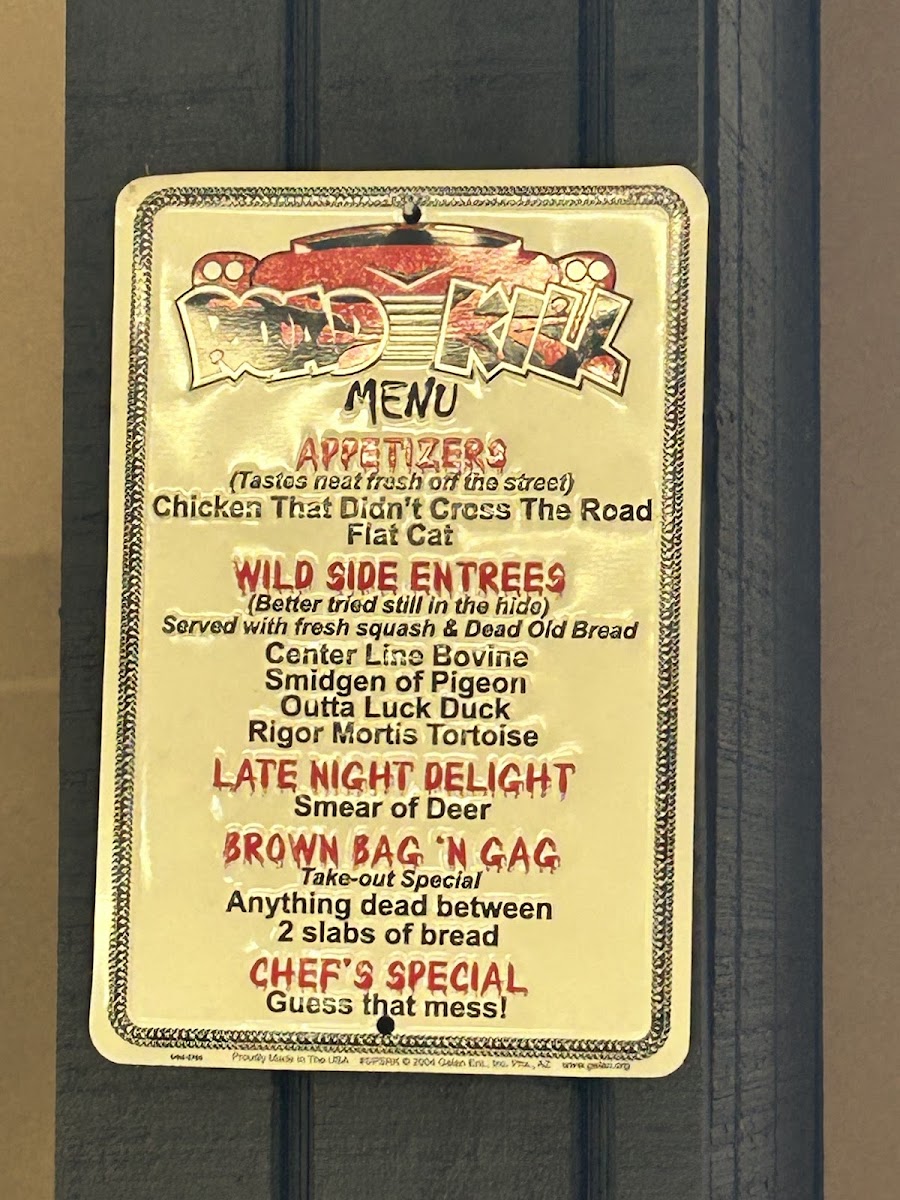 ROAD KILL
MENU
APPETIZERS
(Tastes neat fresh off the street)
Chicken That Didn't Cross The Road
Flat Cat
WILD SIDE ENTREES
(Better tried still in the hide)
Served with fresh squash & Dead Old Bread
Center Line Bovine
Smidgen of Pigeon
Outta Luck Duck
Rigor Mortis Tortoise
LATE NIGHT DELIGHT
Smear of Deer
BROWN BAG 'N GAG
Take-out Special
Anything dead between
2 slabs of bread
CHEF'S SPECIAL
Guess that mess!
Proudly Made in The USA © 2004 Inc. AZ